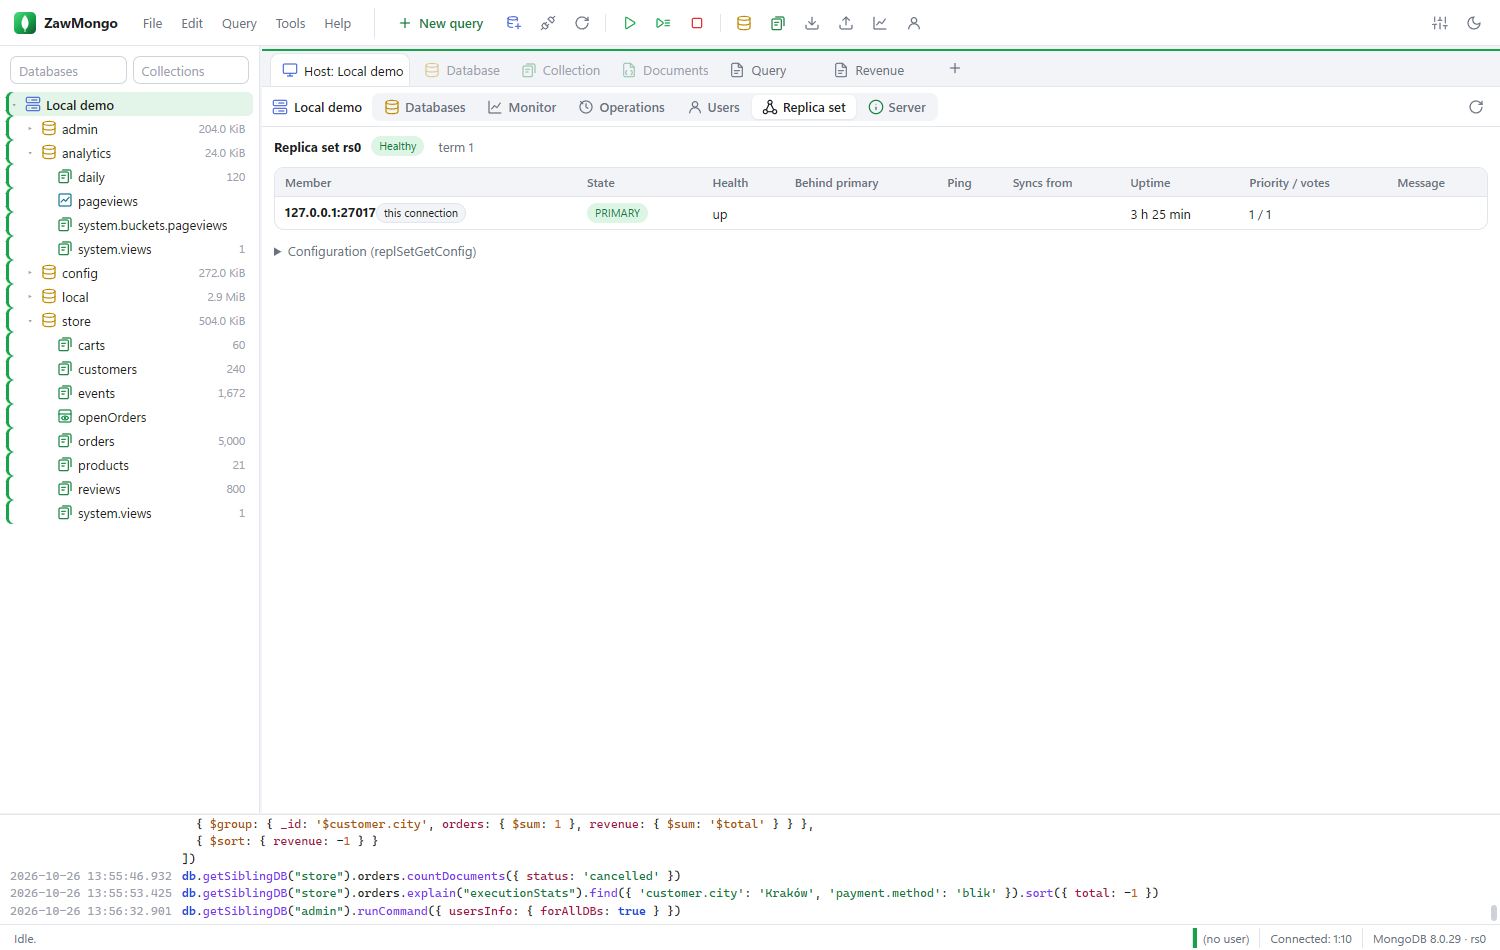 ZawMongo File Edit Query Tools Help New query
Databases Collections
Host: Local demo Database Collection Documents Query Revenue
Local demo Databases Monitor Operations Users Replica set Server
Local demo
admin 204.0 KiB
analytics 24.0 KiB
daily 120
pageviews
system.buckets.pageviews
system.views 1
config 272.0 KiB
local 2.9 MiB
store 504.0 KiB
carts 60
customers 240
events 1,672
openOrders
orders 5,000
products 21
reviews 800
system.views 1
Replica set rs0 Healthy term 1
Member State Health Behind primary Ping Syncs from Uptime Priority / votes Message
127.0.0.1:27017 this connection PRIMARY up 3 h 25 min 1 / 1
Configuration (replSetGetConfig)
{ $group: { _id: '$customer.city', orders: { $sum: 1 }, revenue: { $sum: '$total' } } },
{ $sort: { revenue: -1 } }
])
2026-10-26 13:55:46.932 db.getSiblingDB("store").orders.countDocuments({ status: 'cancelled' })
2026-10-26 13:55:53.425 db.getSiblingDB("store").orders.explain("executionStats").find({ 'customer.city': 'Kraków', 'payment.method': 'blik' }).sort({ total: -1 })
2026-10-26 13:56:32.901 db.getSiblingDB("admin").runCommand({ usersInfo: { forAllDBs: true } })
Idle. (no user) Connected: 1:10 MongoDB 8.0.29 · rs0